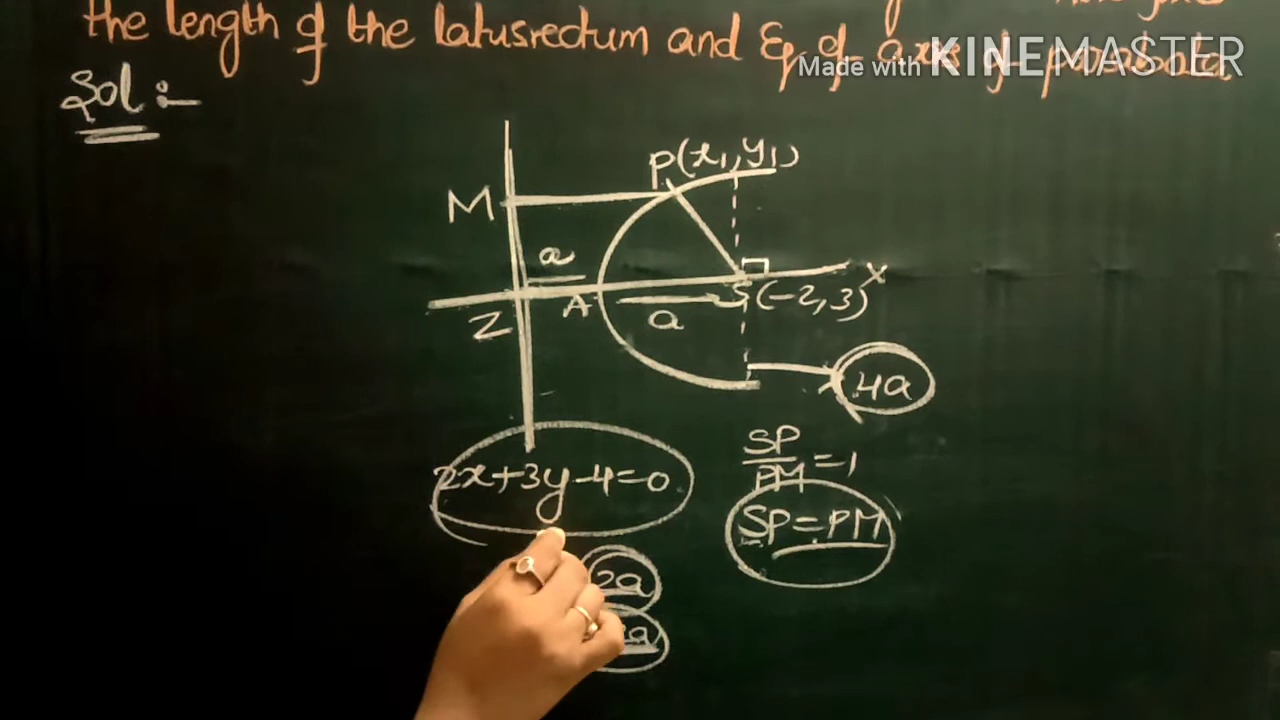 the length of the latusrectum and Eq of axis of parabola
Made with KINEMASTER
Sol :-
P(x₁, y₁)
M
a
X
Z
A
S(-2, 3)
a
4a
SP/PM = 1
2x+3y-4=0
SP = PM
2a